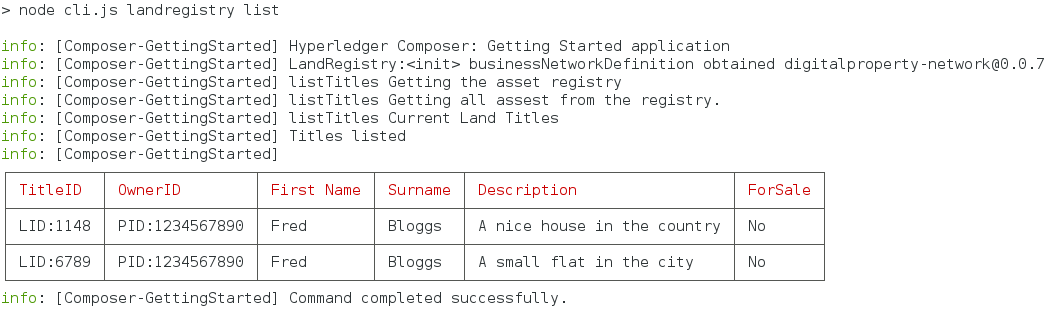 > node cli.js landregistry list
info: [Composer-GettingStarted] Hyperledger Composer: Getting Started application
info: [Composer-GettingStarted] LandRegistry:<init> businessNetworkDefinition obtained digitalproperty-network@0.0.7
info: [Composer-GettingStarted] listTitles Getting the asset registry
info: [Composer-GettingStarted] listTitles Getting all assest from the registry.
info: [Composer-GettingStarted] listTitles Current Land Titles
info: [Composer-GettingStarted] Titles listed
info: [Composer-GettingStarted]
TitleID OwnerID First Name Surname Description ForSale
LID:1148 PID:1234567890 Fred Bloggs A nice house in the country No
LID:6789 PID:1234567890 Fred Bloggs A small flat in the city No
info: [Composer-GettingStarted] Command completed successfully.